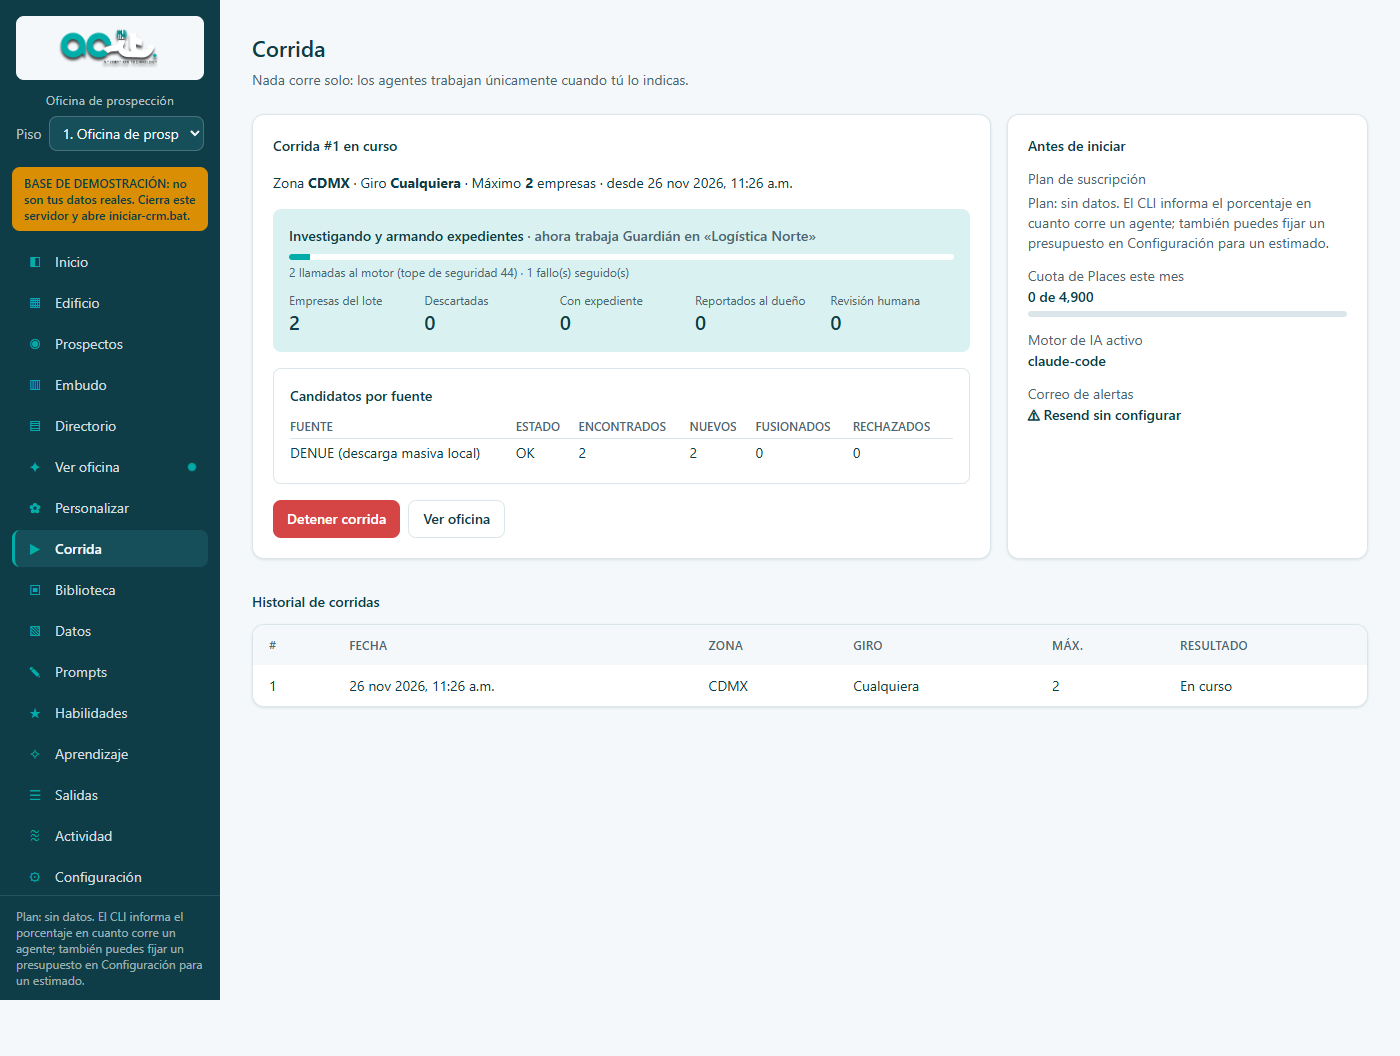 Oficina de prospección
Piso
1. Oficina de prosp
BASE DE DEMOSTRACIÓN: no
son tus datos reales. Cierra este
servidor y abre iniciar-crm.bat.
Inicio
Edificio
Prospectos
Embudo
Directorio
Ver oficina
Personalizar
Corrida
Biblioteca
Datos
Prompts
Habilidades
Aprendizaje
Salidas
Actividad
Configuración
Plan: sin datos. El CLI informa el
porcentaje en cuanto corre un
agente; también puedes fijar un
presupuesto en Configuración para
un estimado.
Corrida
Nada corre solo: los agentes trabajan únicamente cuando tú lo indicas.
Corrida #1 en curso
Zona CDMX · Giro Cualquiera · Máximo 2 empresas · desde 26 nov 2026, 11:26 a.m.
Investigando y armando expedientes · ahora trabaja Guardián en «Logística Norte»
2 llamadas al motor (tope de seguridad 44) · 1 fallo(s) seguido(s)
Empresas del lote Descartadas Con expediente Reportados al dueño Revisión humana
2 0 0 0 0
Candidatos por fuente
FUENTE ESTADO ENCONTRADOS NUEVOS FUSIONADOS RECHAZADOS
DENUE (descarga masiva local) OK 2 2 0 0
Detener corrida Ver oficina
Antes de iniciar
Plan de suscripción
Plan: sin datos. El CLI informa el porcentaje en
cuanto corre un agente; también puedes fijar un
presupuesto en Configuración para un estimado.
Cuota de Places este mes
0 de 4,900
Motor de IA activo
claude-code
Correo de alertas
⚠ Resend sin configurar
Historial de corridas
# FECHA ZONA GIRO MÁX. RESULTADO
1 26 nov 2026, 11:26 a.m. CDMX Cualquiera 2 En curso